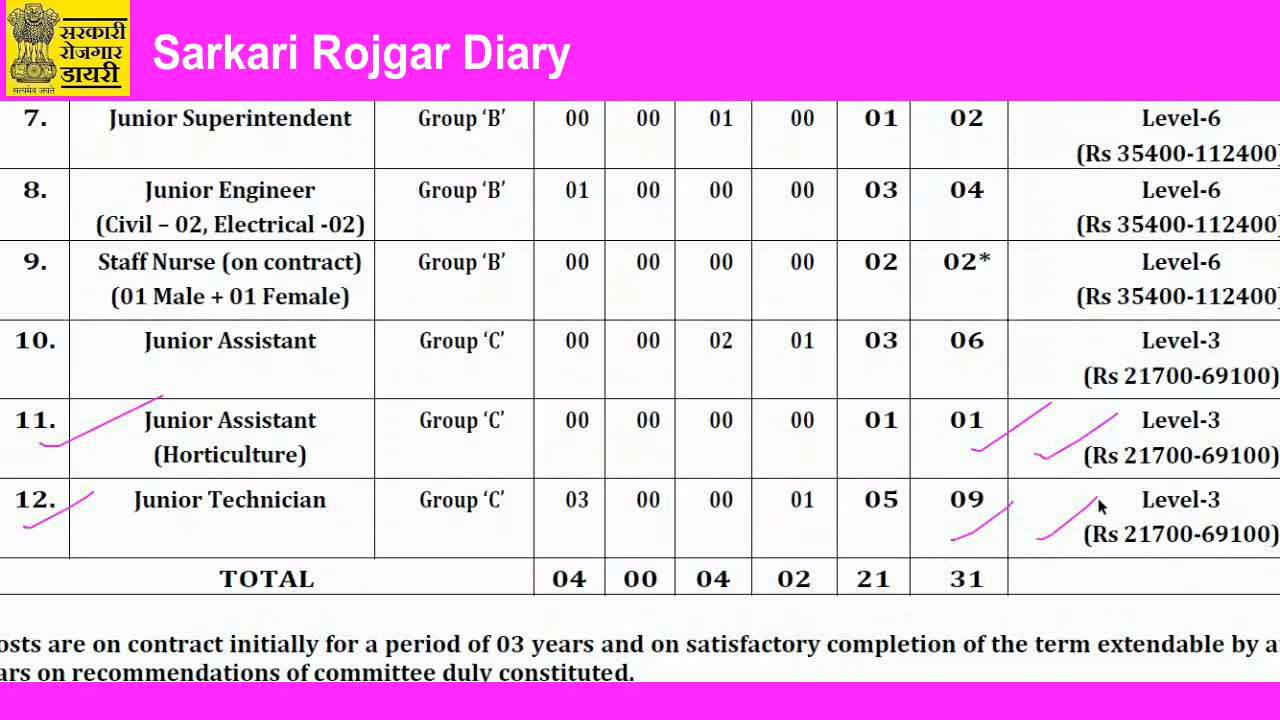 सरकारी
रोजगार
डायरी
सत्यमेव जयते
Sarkari Rojgar Diary
7. Junior Superintendent Group ‘B’ 00 00 01 00 01 02 Level-6
(Rs 35400-112400)
8. Junior Engineer Group ‘B’ 01 00 00 00 03 04 Level-6
(Civil – 02, Electrical -02) (Rs 35400-112400)
9. Staff Nurse (on contract) Group ‘B’ 00 00 00 00 02 02* Level-6
(01 Male + 01 Female) (Rs 35400-112400)
10. Junior Assistant Group ‘C’ 00 00 02 01 03 06 Level-3
(Rs 21700-69100)
11. Junior Assistant Group ‘C’ 00 00 00 00 01 01 Level-3
(Horticulture) (Rs 21700-69100)
12. Junior Technician Group ‘C’ 03 00 00 01 05 09 Level-3
(Rs 21700-69100)
TOTAL 04 00 04 02 21 31
osts are on contract initially for a period of 03 years and on satisfactory completion of the term extendable by a
ars on recommendations of committee duly constituted.